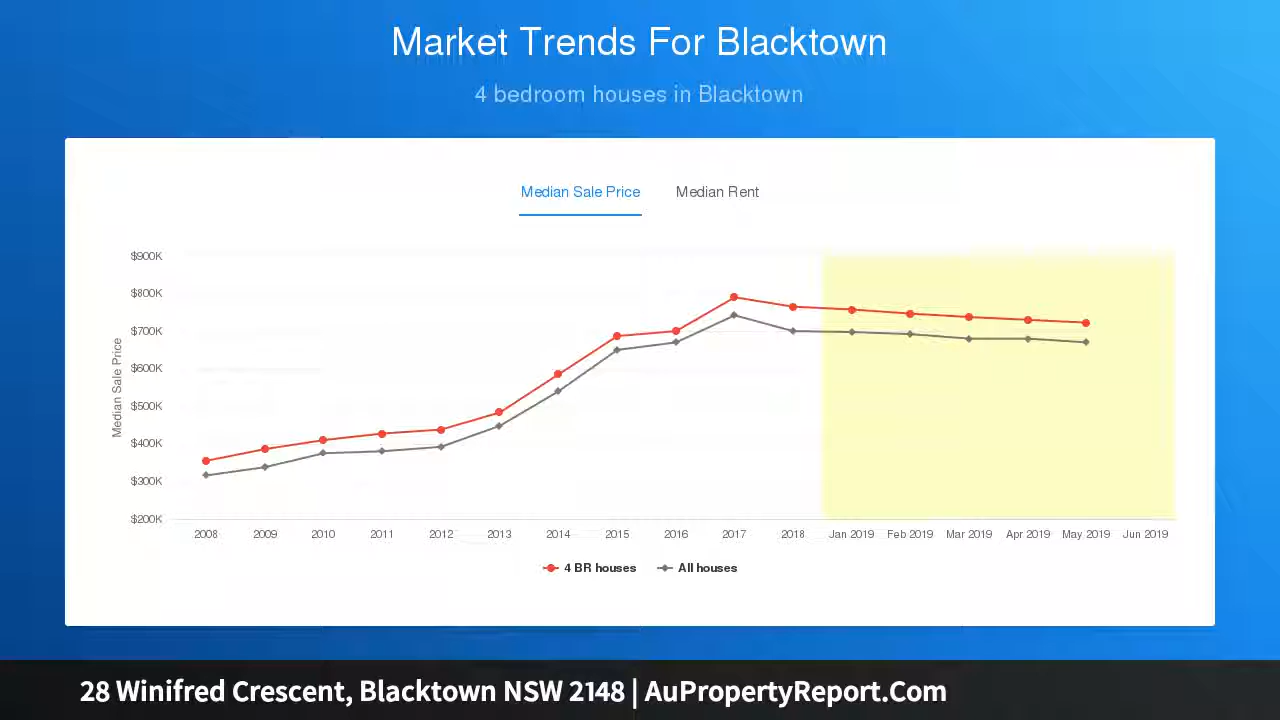 Market Trends For Blacktown
4 bedroom houses in Blacktown
Median Sale Price Median Rent
$900K
$800K
$700K
$600K
$500K
$400K
$300K
$200K
Median Sale Price
2008 2009 2010 2011 2012 2013 2014 2015 2016 2017 2018 Jan 2019 Feb 2019 Mar 2019 Apr 2019 May 2019 Jun 2019
4 BR houses All houses
28 Winifred Crescent, Blacktown NSW 2148 | AuPropertyReport.Com